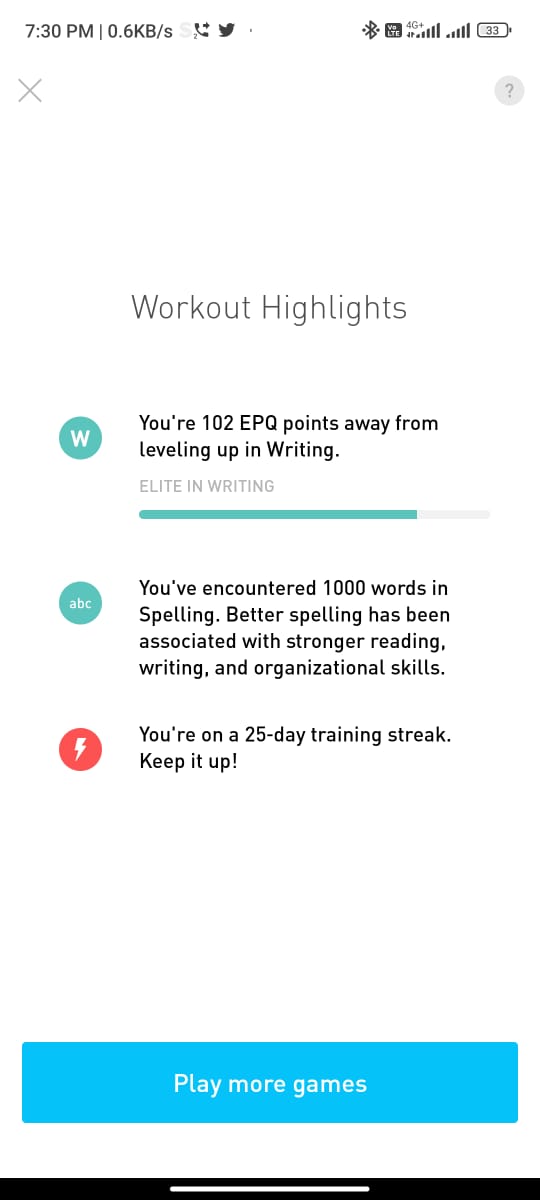 7:30 PM | 0.6KB/s
Vo LTE 4G+ 33
?
Workout Highlights
W
You're 102 EPQ points away from
leveling up in Writing.
ELITE IN WRITING
abc
You've encountered 1000 words in
Spelling. Better spelling has been
associated with stronger reading,
writing, and organizational skills.
You're on a 25-day training streak.
Keep it up!
Play more games